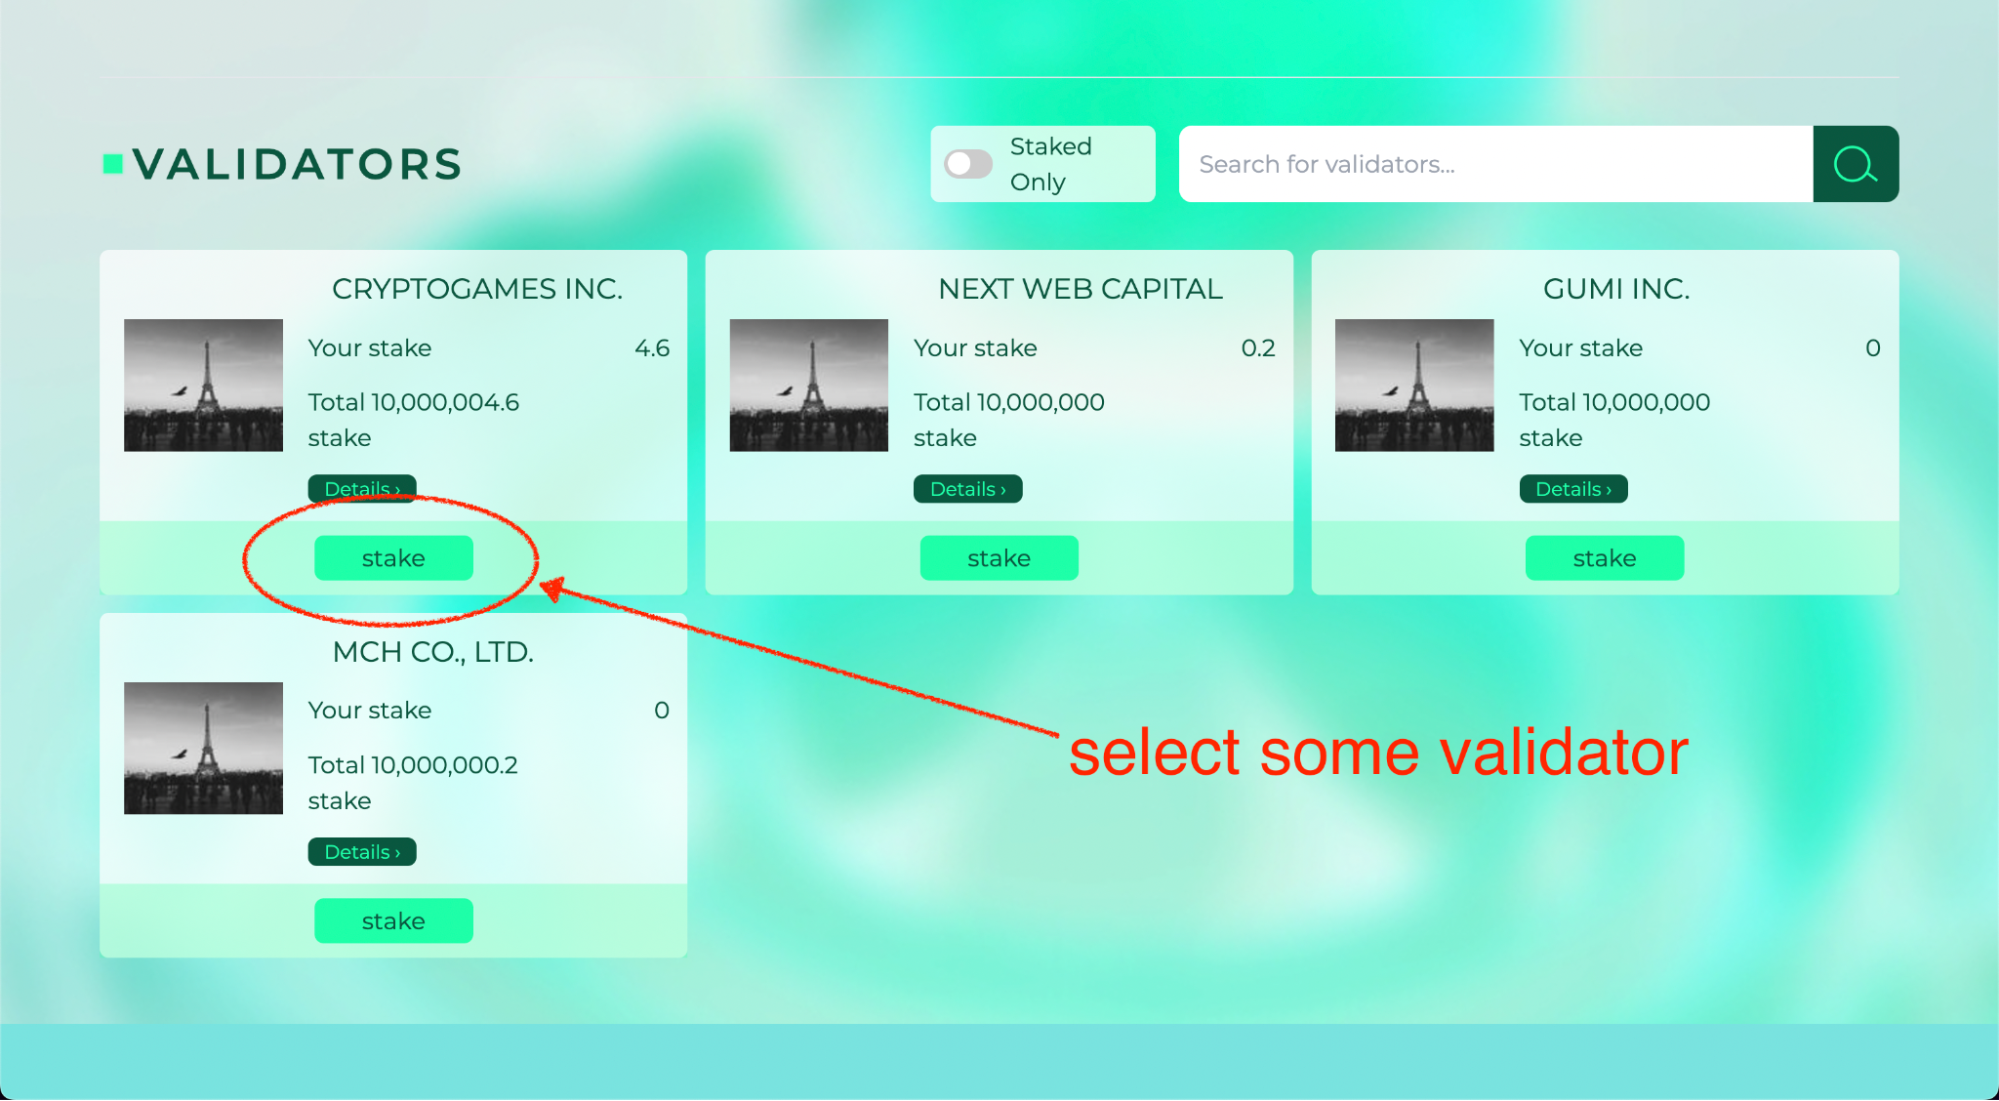 VALIDATORS
Staked
Only
Search for validators...
CRYPTOGAMES INC.
Your stake 4.6
Total 10,000,004.6
stake
Details ›
stake
NEXT WEB CAPITAL
Your stake 0.2
Total 10,000,000
stake
Details ›
stake
GUMI INC.
Your stake 0
Total 10,000,000
stake
Details ›
stake
MCH CO., LTD.
Your stake 0
Total 10,000,000.2
stake
Details ›
stake
select some validator